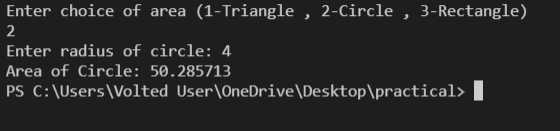 Enter choice of area (1-Triangle , 2-Circle , 3-Rectangle)
2
Enter radius of circle: 4
Area of Circle: 50.285713
PS C:\Users\Volted User\OneDrive\Desktop\practical>